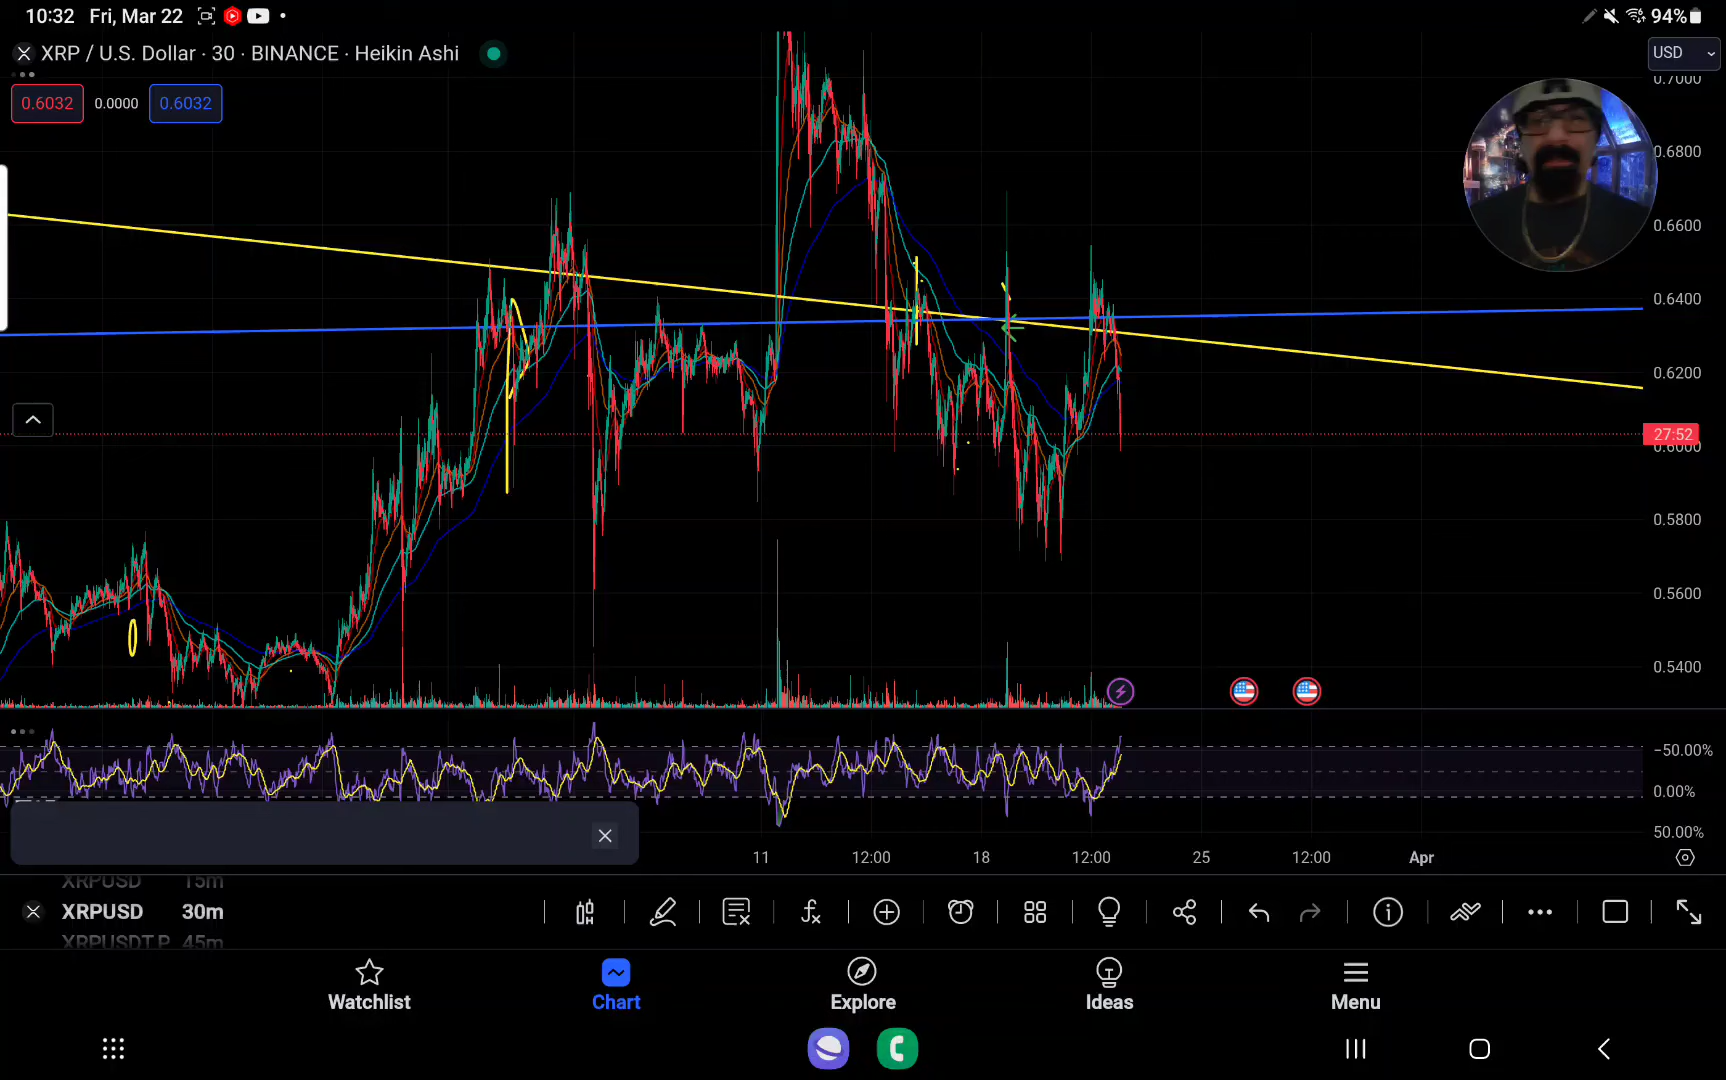 10:32 Fri, Mar 22
94%
XRP / U.S. Dollar · 30 · BINANCE · Heikin Ashi
USD
0.7000
0.6032 0.0000 0.6032
0.6800
0.6600
0.6400
0.6200
27:52
0.6000
0.5800
0.5600
0.5400
−50.00%
0.00%
50.00%
11 12:00 18 12:00 25 12:00 Apr
XRPUSD 15m
XRPUSD 30m
XRPUSDT.P 45m
Watchlist Chart Explore Ideas Menu